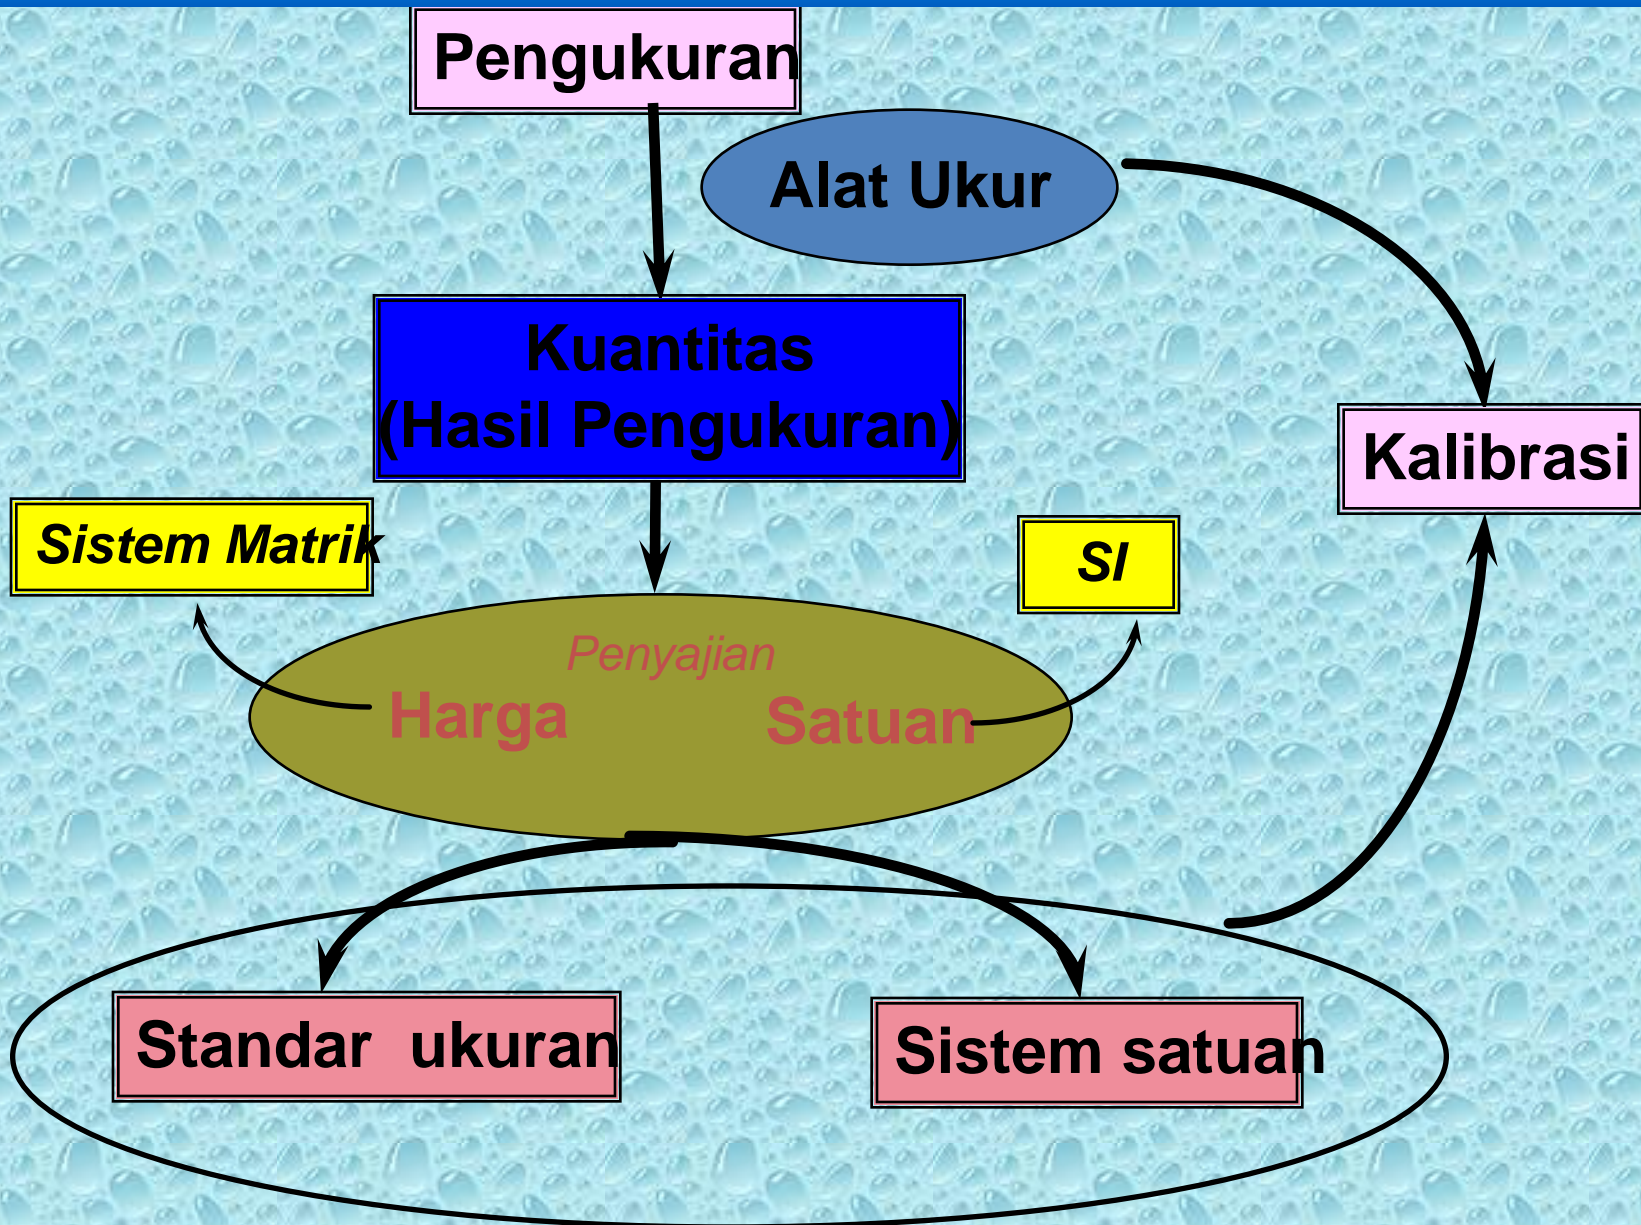 Pengukuran
Alat Ukur
Kuantitas
(Hasil Pengukuran)
Kalibrasi
Sistem Matrik
SI
Penyajian
Harga
Satuan
Standar  ukuran
Sistem satuan